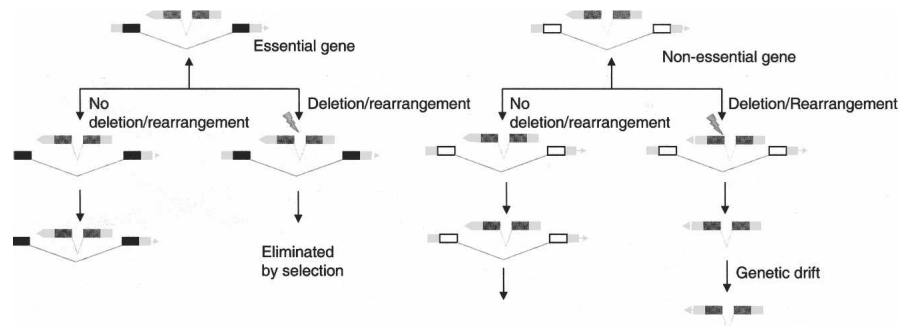 Essential gene
No
deletion/rearrangement
Deletion/rearrangement
Eliminated
by selection
Non-essential gene
No
deletion/rearrangement
Deletion/Rearrangement
Genetic drift